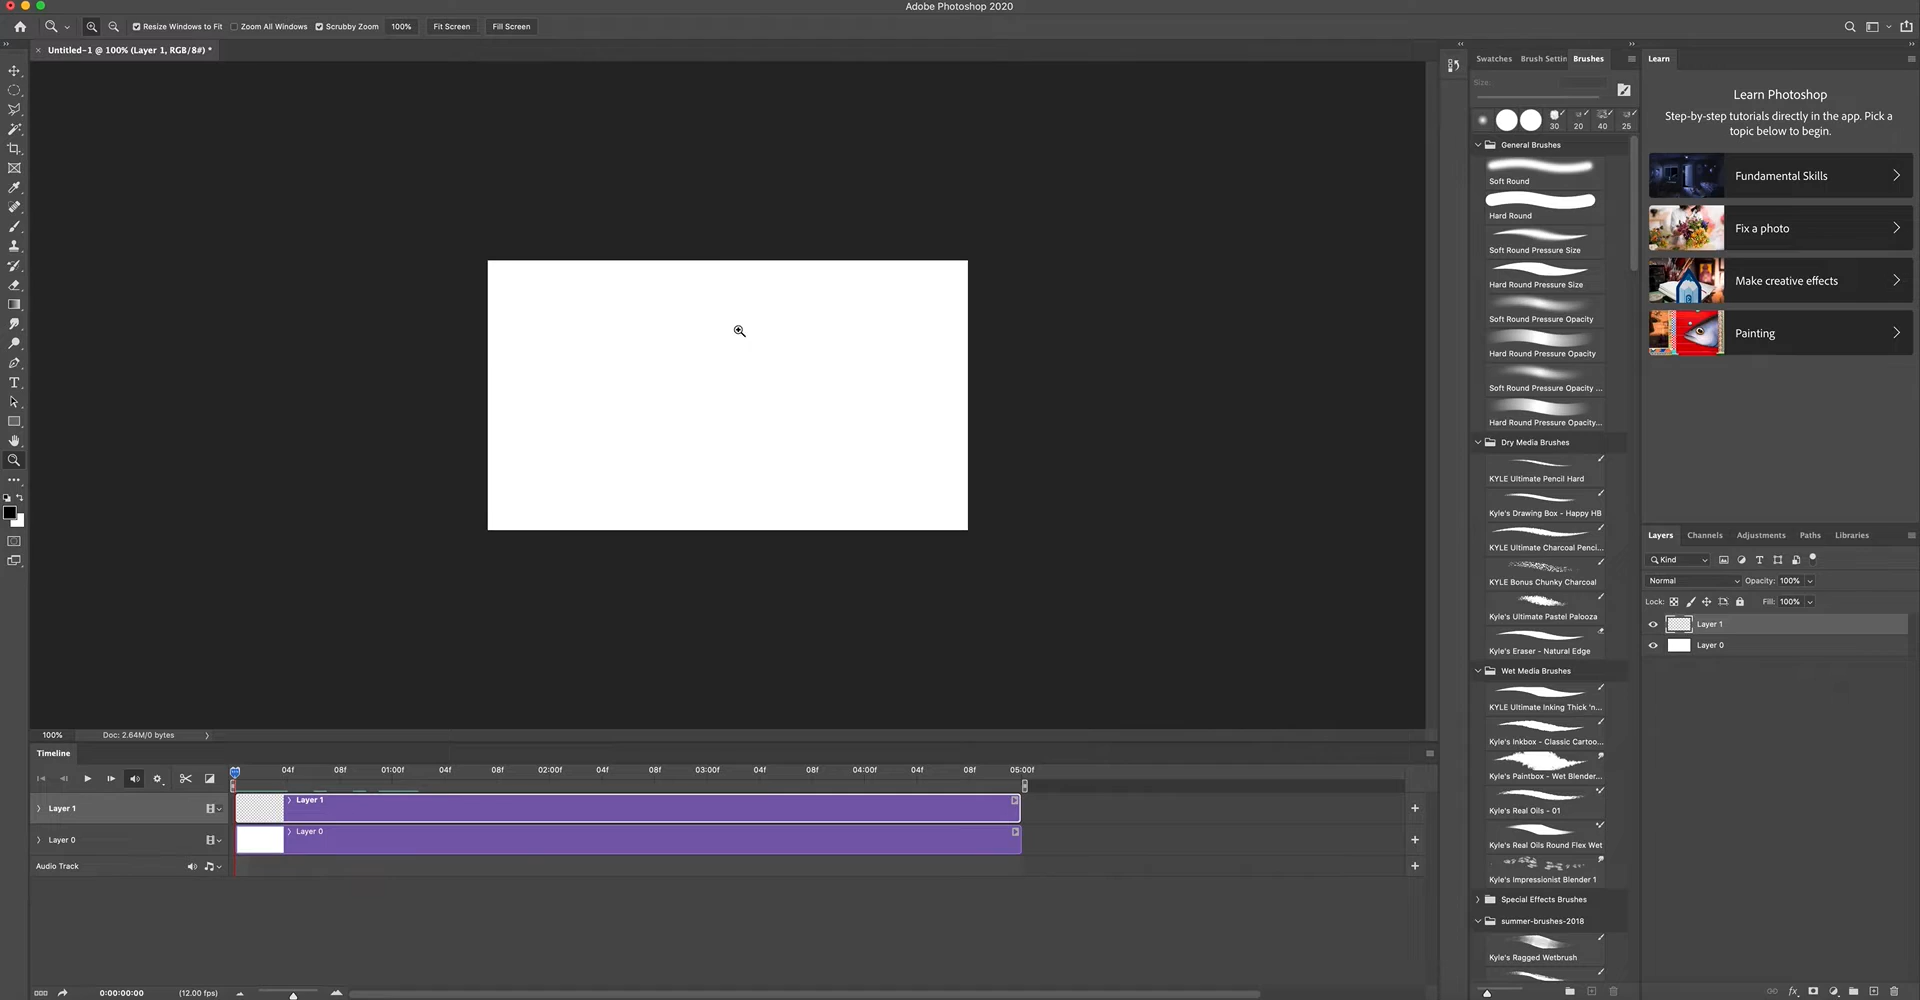 Adobe Photoshop 2020
Resize Windows to Fit
Zoom All Windows
Scrubby Zoom
100%
Fit Screen
Fill Screen
Untitled-1 @ 100% (Layer 1, RGB/8#) *
Swatches
Brush Settin
Brushes
Size:
30
20
40
25
General Brushes
Soft Round
Hard Round
Soft Round Pressure Size
Hard Round Pressure Size
Soft Round Pressure Opacity
Hard Round Pressure Opacity
Soft Round Pressure Opacity ...
Hard Round Pressure Opacity...
Dry Media Brushes
KYLE Ultimate Pencil Hard
Kyle's Drawing Box - Happy HB
KYLE Ultimate Charcoal Penci...
KYLE Bonus Chunky Charcoal
Kyle's Ultimate Pastel Palooza
Kyle's Eraser - Natural Edge
Wet Media Brushes
KYLE Ultimate Inking Thick 'n...
Kyle's Inkbox - Classic Cartoo...
Kyle's Paintbox - Wet Blender...
Kyle's Real Oils - 01
Kyle's Real Oils Round Flex Wet
Kyle's Impressionist Blender 1
Special Effects Brushes
summer-brushes-2018
Kyle's Ragged Wetbrush
Learn
Learn Photoshop
Step-by-step tutorials directly in the app. Pick a
topic below to begin.
Fundamental Skills
Fix a photo
Make creative effects
Painting
Layers
Channels
Adjustments
Paths
Libraries
Kind
Normal
Opacity: 100%
Lock:
Fill: 100%
Layer 1
Layer 0
100%
Doc: 2.64M/0 bytes
Timeline
04f
08f
01:00f
04f
08f
02:00f
04f
08f
03:00f
04f
08f
04:00f
04f
08f
05:00f
Layer 1
Layer 1
Layer 0
Layer 0
Audio Track
0:00:00:00
(12.00 fps)